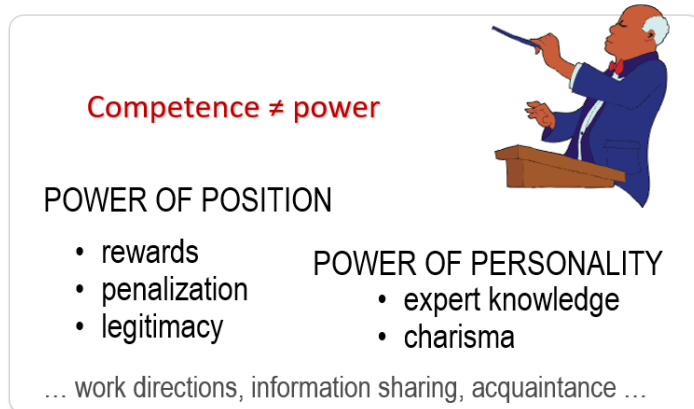 Competence ≠ power
POWER OF POSITION
• rewards
• penalization
• legitimacy
POWER OF PERSONALITY
• expert knowledge
• charisma
… work directions, information sharing, acquaintance …